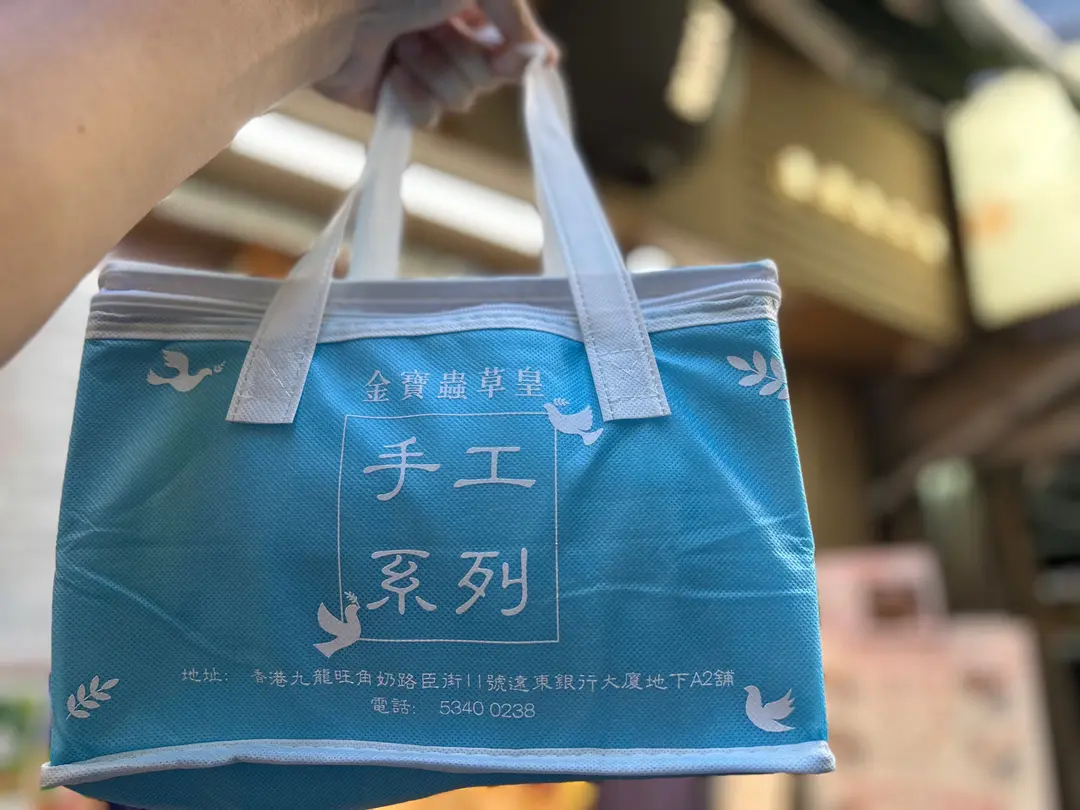 金寶蟲草皇
手工
系列
地址: 香港九龍旺角奶路臣街11號遠東銀行大廈地下A2舖
電話: 5340 0238